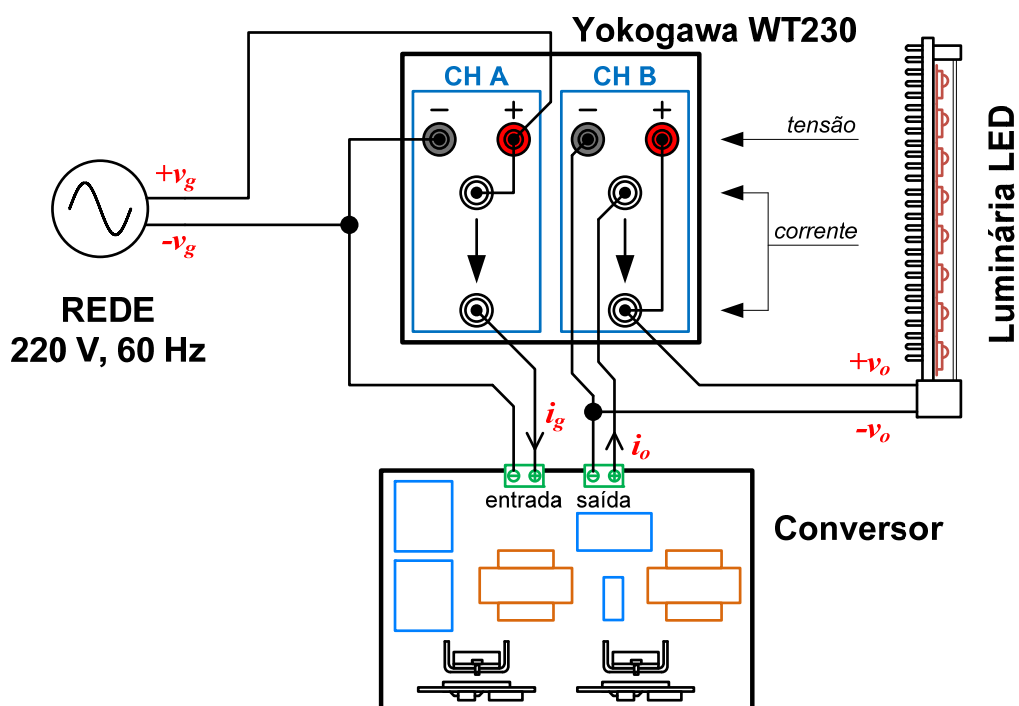 Yokogawa WT230
CH A
CH B
− +
− +
tensão
corrente
+vg
-vg
REDE
220 V, 60 Hz
Luminária LED
+vo
-vo
ig
io
entrada saída
Conversor